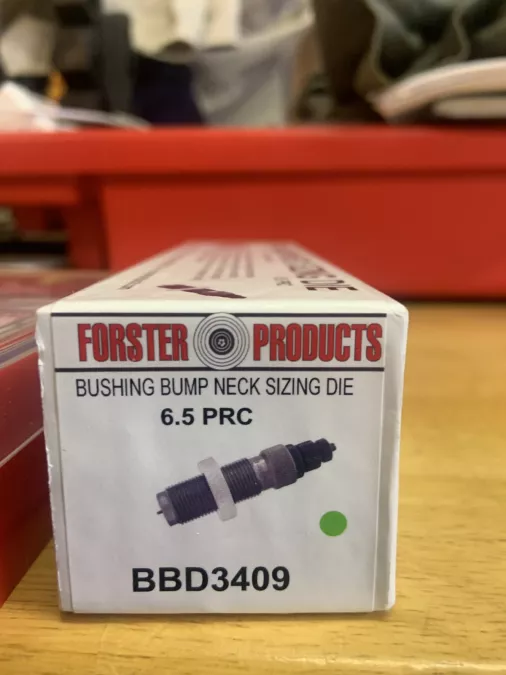 FORSTER PRODUCTS
BUSHING BUMP NECK SIZING DIE
6.5 PRC
BBD3409